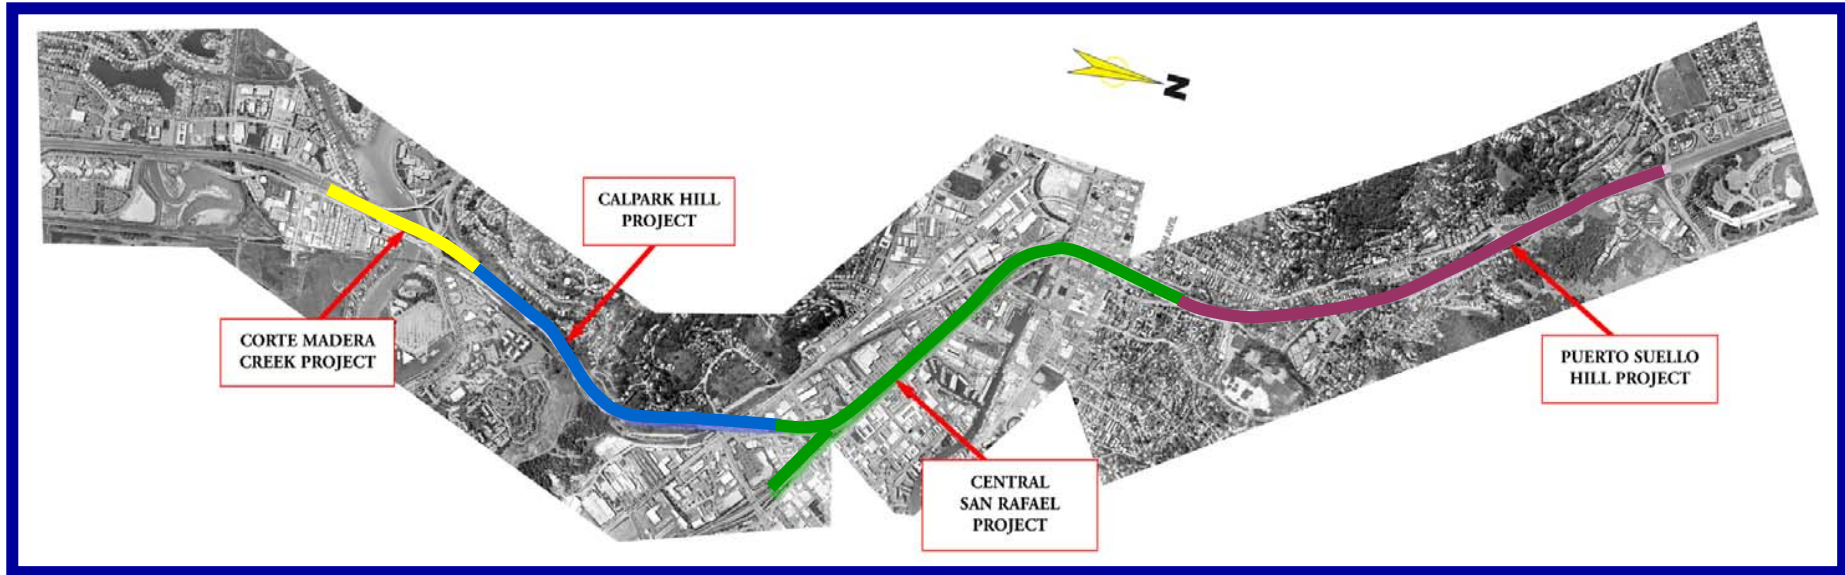 N
CALPARK HILL
PROJECT
CORTE MADERA
CREEK PROJECT
PUERTO SUELLO
HILL PROJECT
CENTRAL
SAN RAFAEL
PROJECT